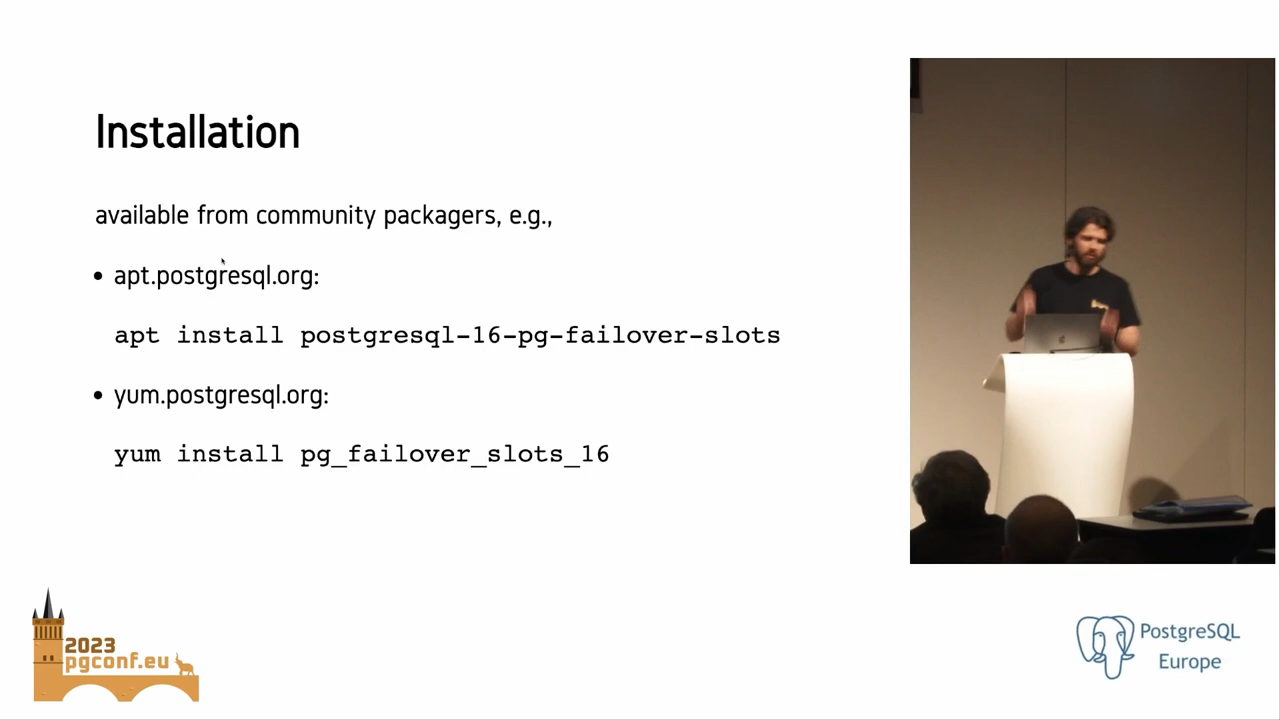 Installation
available from community packagers, e.g.,
• apt.postgresql.org:
apt install postgresql-16-pg-failover-slots
• yum.postgresql.org:
yum install pg_failover_slots_16
2023
pgconf.eu
PostgreSQL
Europe